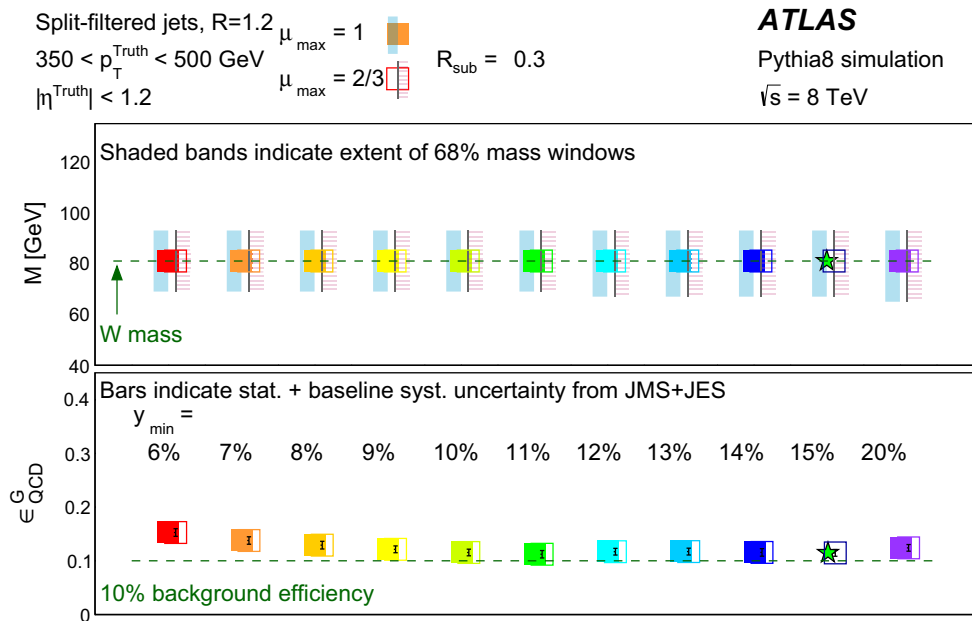 Split-filtered jets, R=1.2
350 < p_T^Truth < 500 GeV
|η^Truth| < 1.2
μ_max = 1
μ_max = 2/3
R_sub = 0.3
ATLAS
Pythia8 simulation
√s = 8 TeV
Shaded bands indicate extent of 68% mass windows
M [GeV]
120
100
80
60
40
W mass
Bars indicate stat. + baseline syst. uncertainty from JMS+JES
y_min =
6% 7% 8% 9% 10% 11% 12% 13% 14% 15% 20%
∈_QCD^G
0.4
0.3
0.2
0.1
0
10% background efficiency